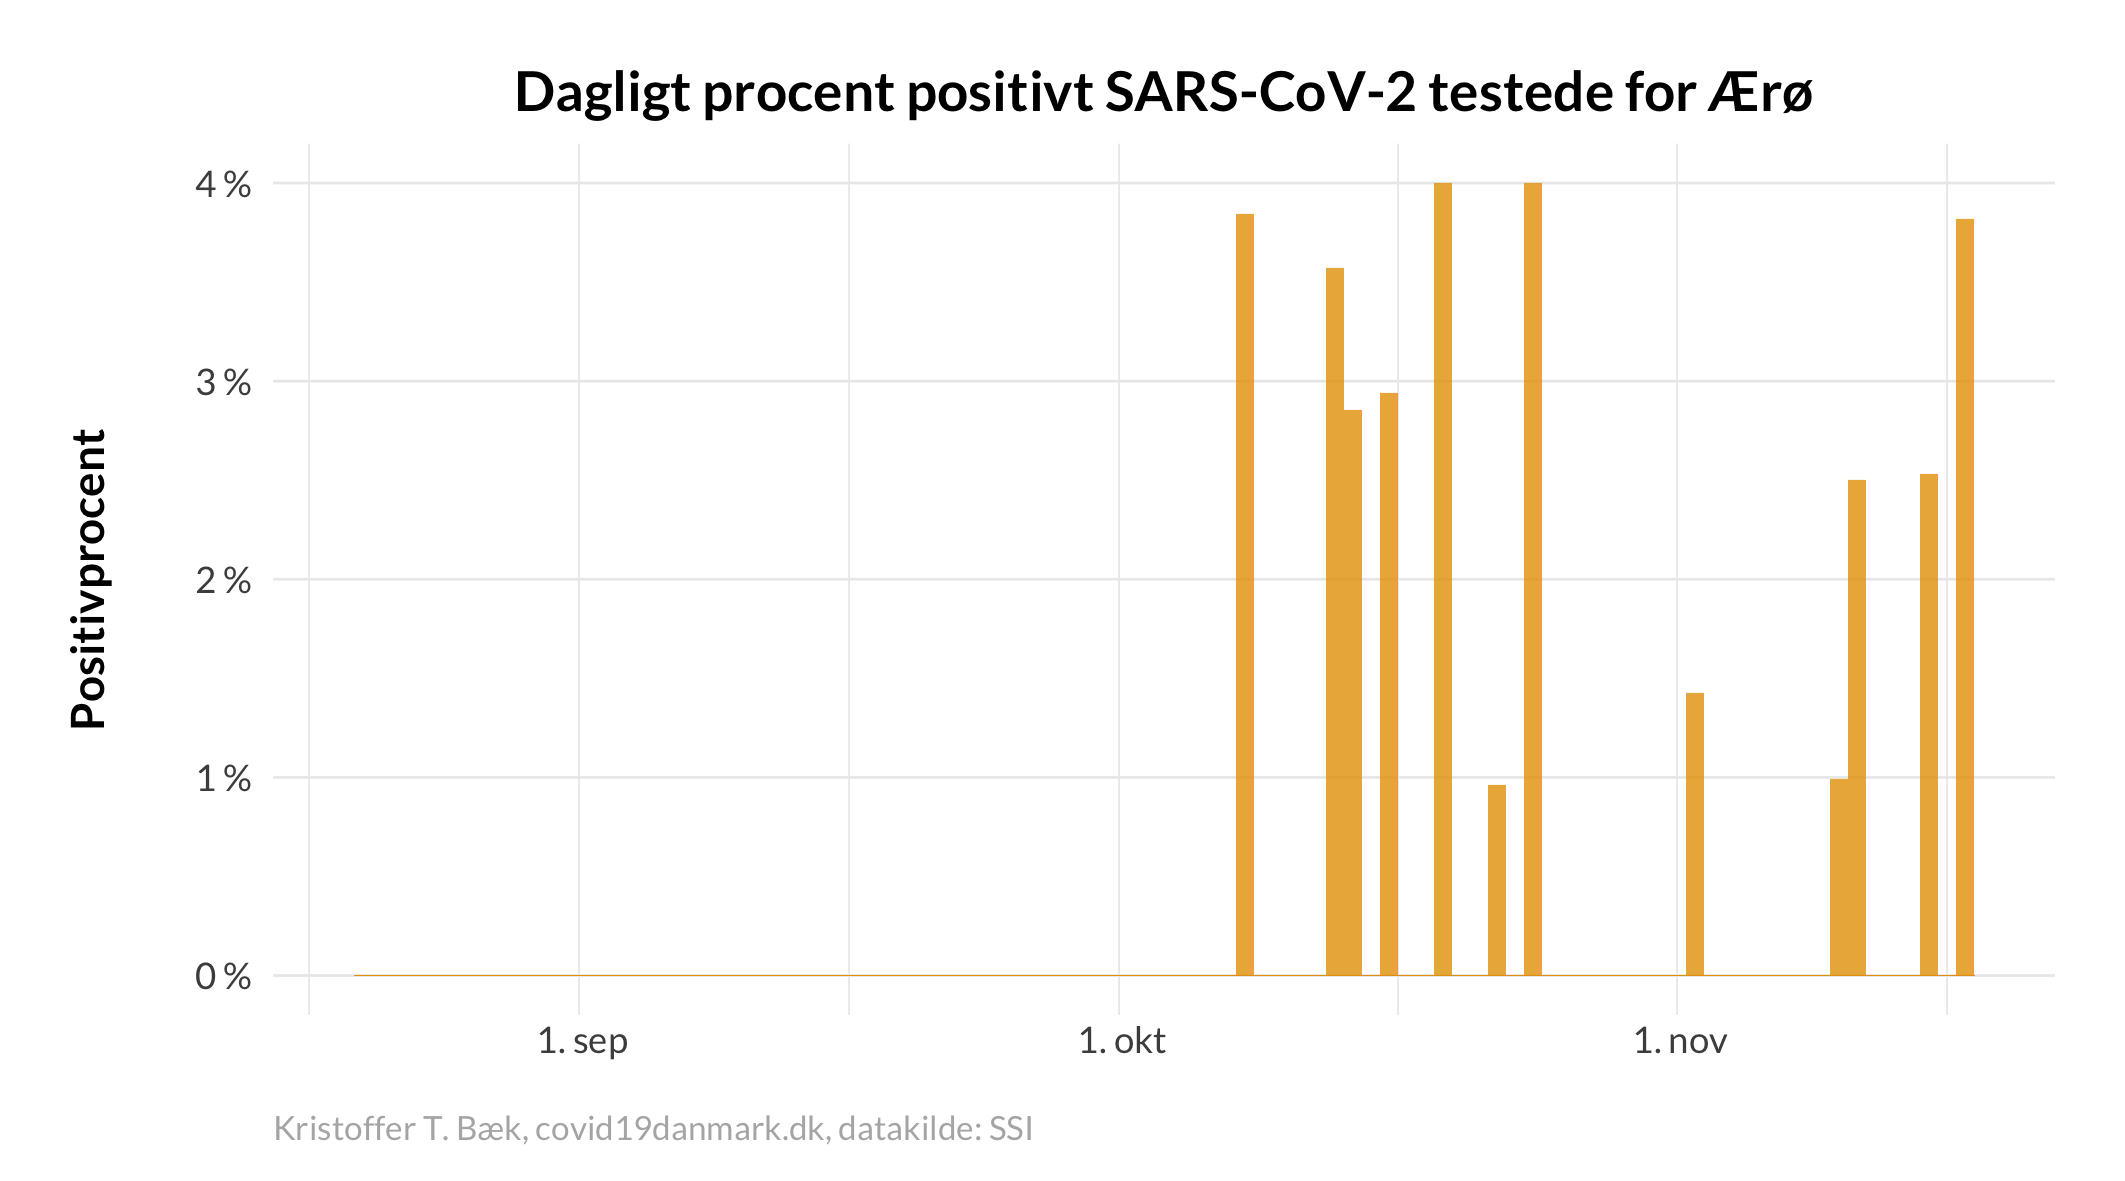 Dagligt procent positivt SARS-CoV-2 testede for Ærø
Positivprocent
4 %
3 %
2 %
1 %
0 %
1. sep
1. okt
1. nov
Kristoffer T. Bæk, covid19danmark.dk, datakilde: SSI